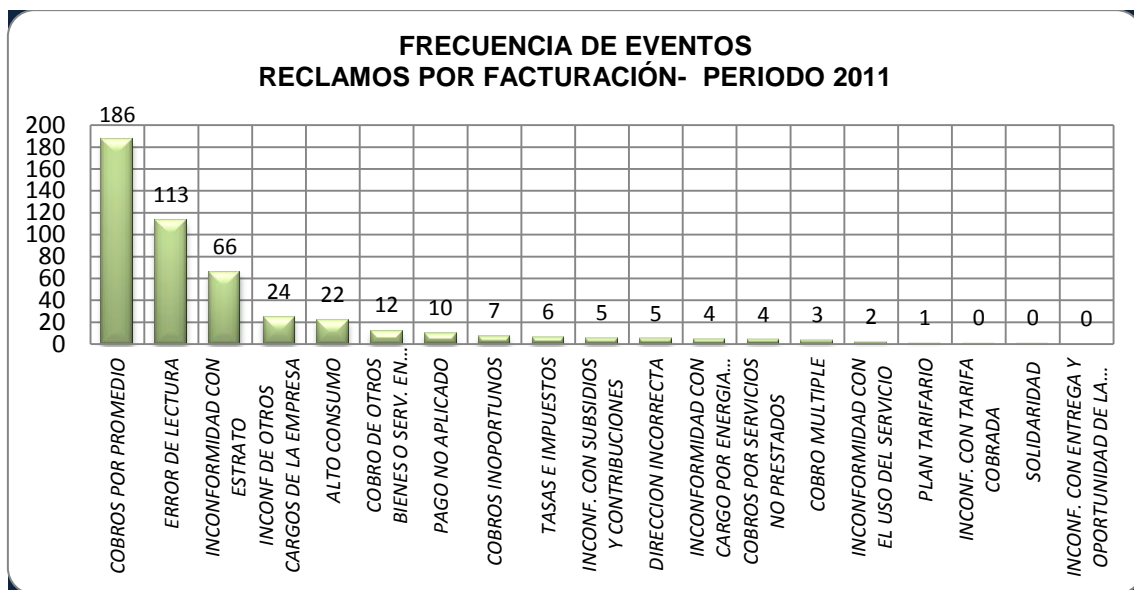 FRECUENCIA DE EVENTOS
RECLAMOS POR FACTURACIÓN- PERIODO 2011
200
180
160
140
120
100
80
60
40
20
0
186
113
66
24
22
12
10
7
6
5
5
4
4
3
2
1
0
0
0
COBROS POR PROMEDIO
ERROR DE LECTURA
INCONFORMIDAD CON
ESTRATO
INCONF DE OTROS
CARGOS DE LA EMPRESA
ALTO CONSUMO
COBRO DE OTROS
BIENES O SERV. EN...
PAGO NO APLICADO
COBROS INOPORTUNOS
TASAS E IMPUESTOS
INCONF. CON SUBSIDIOS
Y CONTRIBUCIONES
DIRECCION INCORRECTA
INCONFORMIDAD CON
CARGO POR ENERGIA...
COBROS POR SERVICIOS
NO PRESTADOS
COBRO MULTIPLE
INCONFORMIDAD CON
EL USO DEL SERVICIO
PLAN TARIFARIO
INCONF. CON TARIFA
COBRADA
SOLIDARIDAD
INCONF. CON ENTREGA Y
OPORTUNIDAD DE LA...